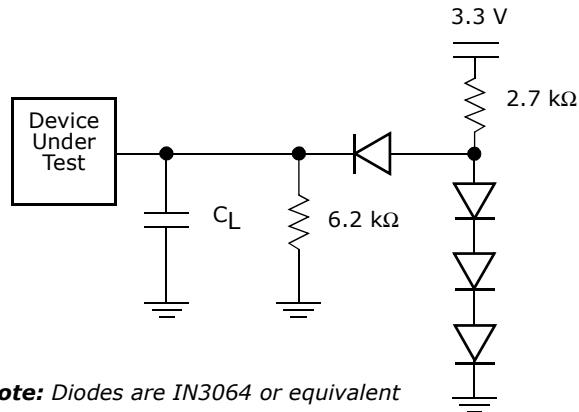 3.3 V
2.7 kΩ
Device
Under
Test
CL
6.2 kΩ
ote: Diodes are IN3064 or equivalent